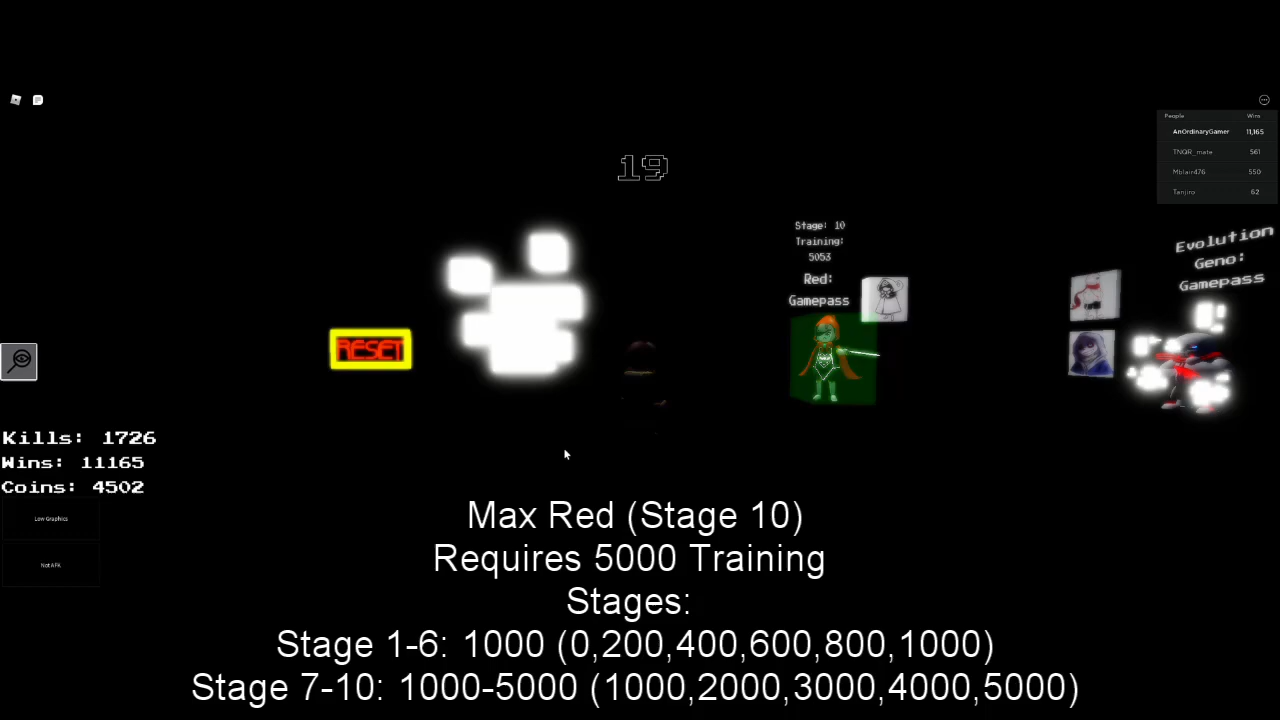 People Wins
AnOrdinaryGamer 11,165
TNQR_mate 561
Mblair476 550
Tanjiro 62
19
Stage: 10
Training:
5053
Red:
Gamepass
Evolution
Geno:
Gamepass
RESET
Kills: 1726
Wins: 11165
Coins: 4502
Low Graphics
Not AFK
Max Red (Stage 10)
Requires 5000 Training
Stages:
Stage 1-6: 1000 (0,200,400,600,800,1000)
Stage 7-10: 1000-5000 (1000,2000,3000,4000,5000)